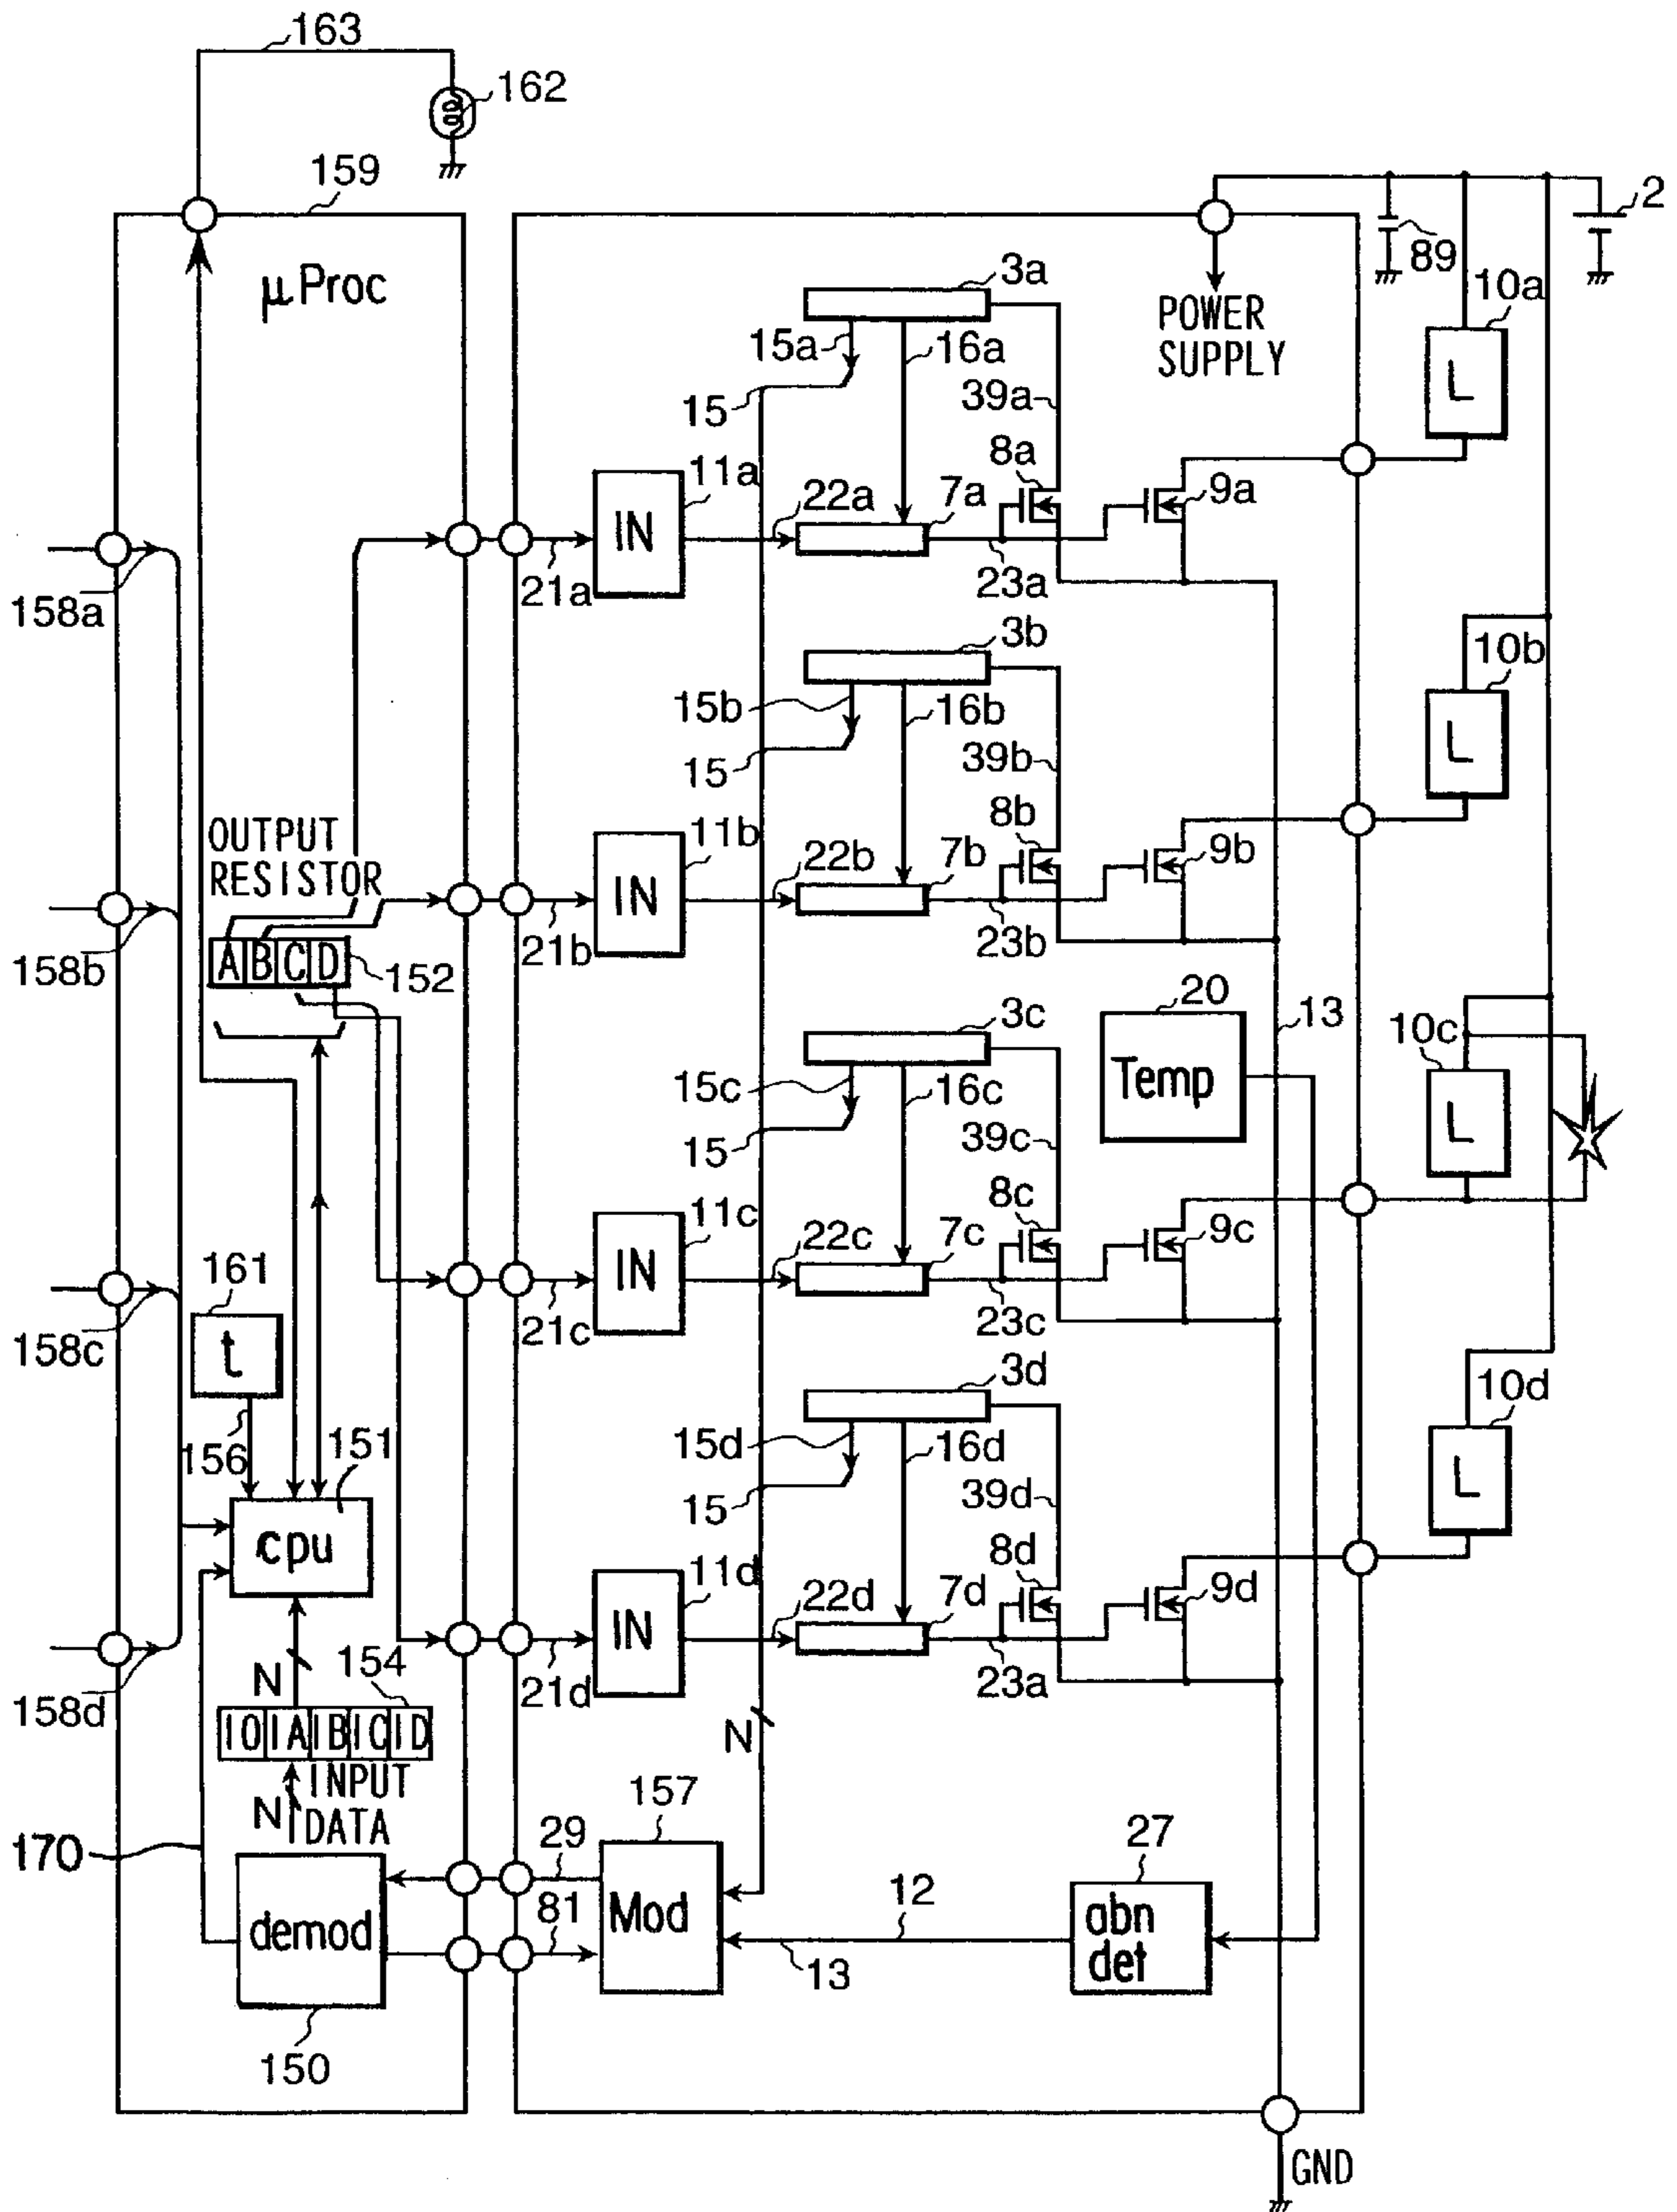 163
162
159
2
μ Proc
3a
89
10a
POWER
SUPPLY
15a
16a
L
15
39a
8a
11a
22a
7a
9a
IN
158a
21a
23a
3b
10b
15b
16b
L
15
39b
8b
OUTPUT
RESISTOR
11b
22b
7b
9b
IN
158b
A B C D
152
21b
23b
20
3c
13
10c
15c
16c
Temp
L
15
39c
8c
11c
22c
7c
9c
161
IN
158c
t
21c
23c
3d
10d
156
151
15d
16d
L
15
39d
cpu
8d
11d
22d
7d
9d
IN
N
154
158d
21d
23a
IO IA IB IC ID
N
INPUT
N
DATA
157
27
170
29
12
demod
81
Mod
abn
det
13
150
GND